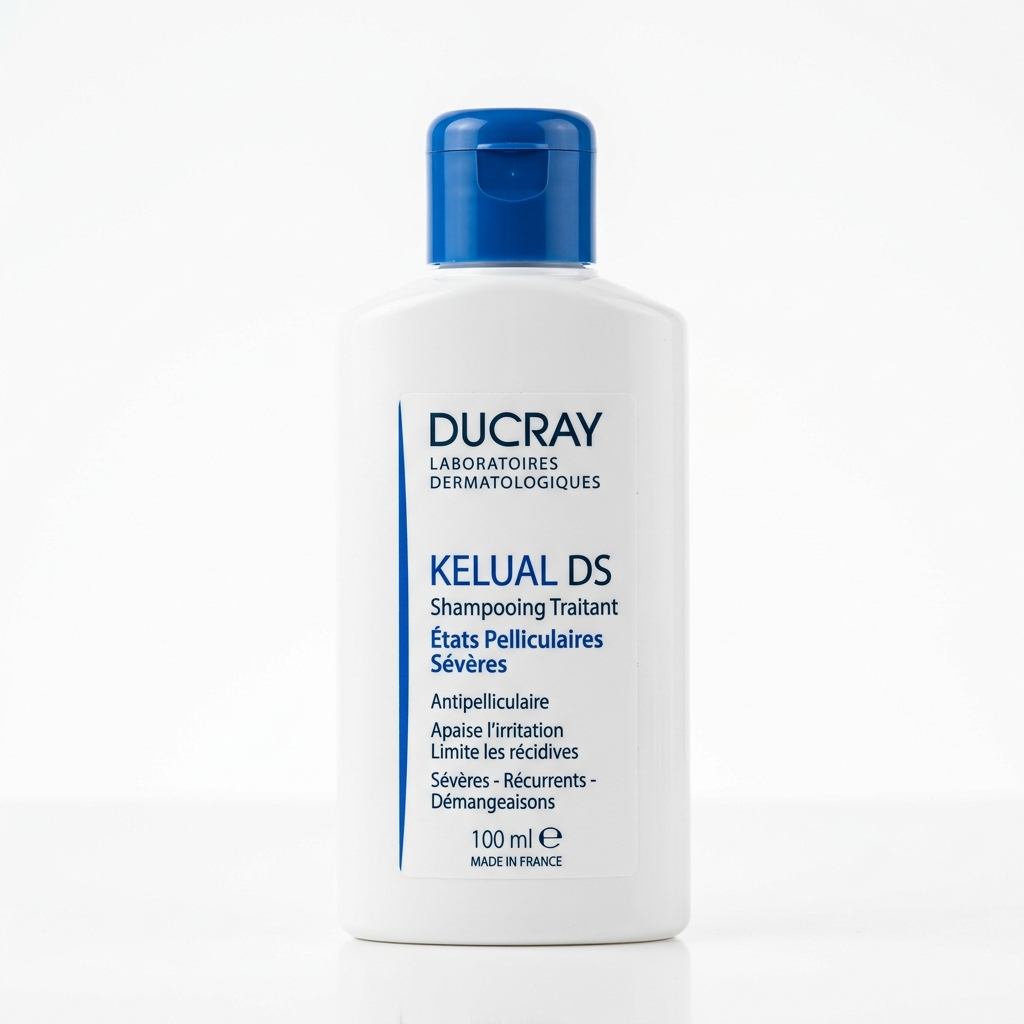 DUCRAY
LABORATOIRES
DERMATOLOGIQUES
KELUAL DS
Shampooing Traitant
États Pelliculaires
Sévères
Antipelliculaire
Apaise l'irritation
Limite les récidives
Sévères - Récurrents -
Démangeaisons
100 ml ℮
MADE IN FRANCE